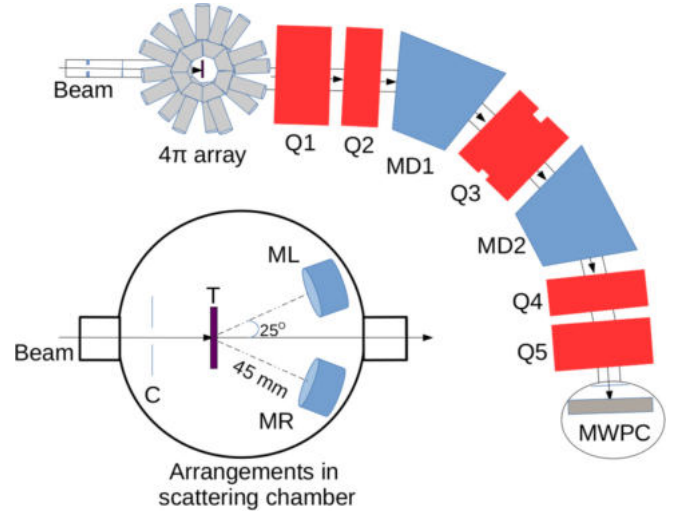 Beam
4π array
Q1
Q2
MD1
Q3
MD2
Q4
Q5
MWPC
ML
T
25°
Beam
C
45 mm
MR
Arrangements in
scattering chamber